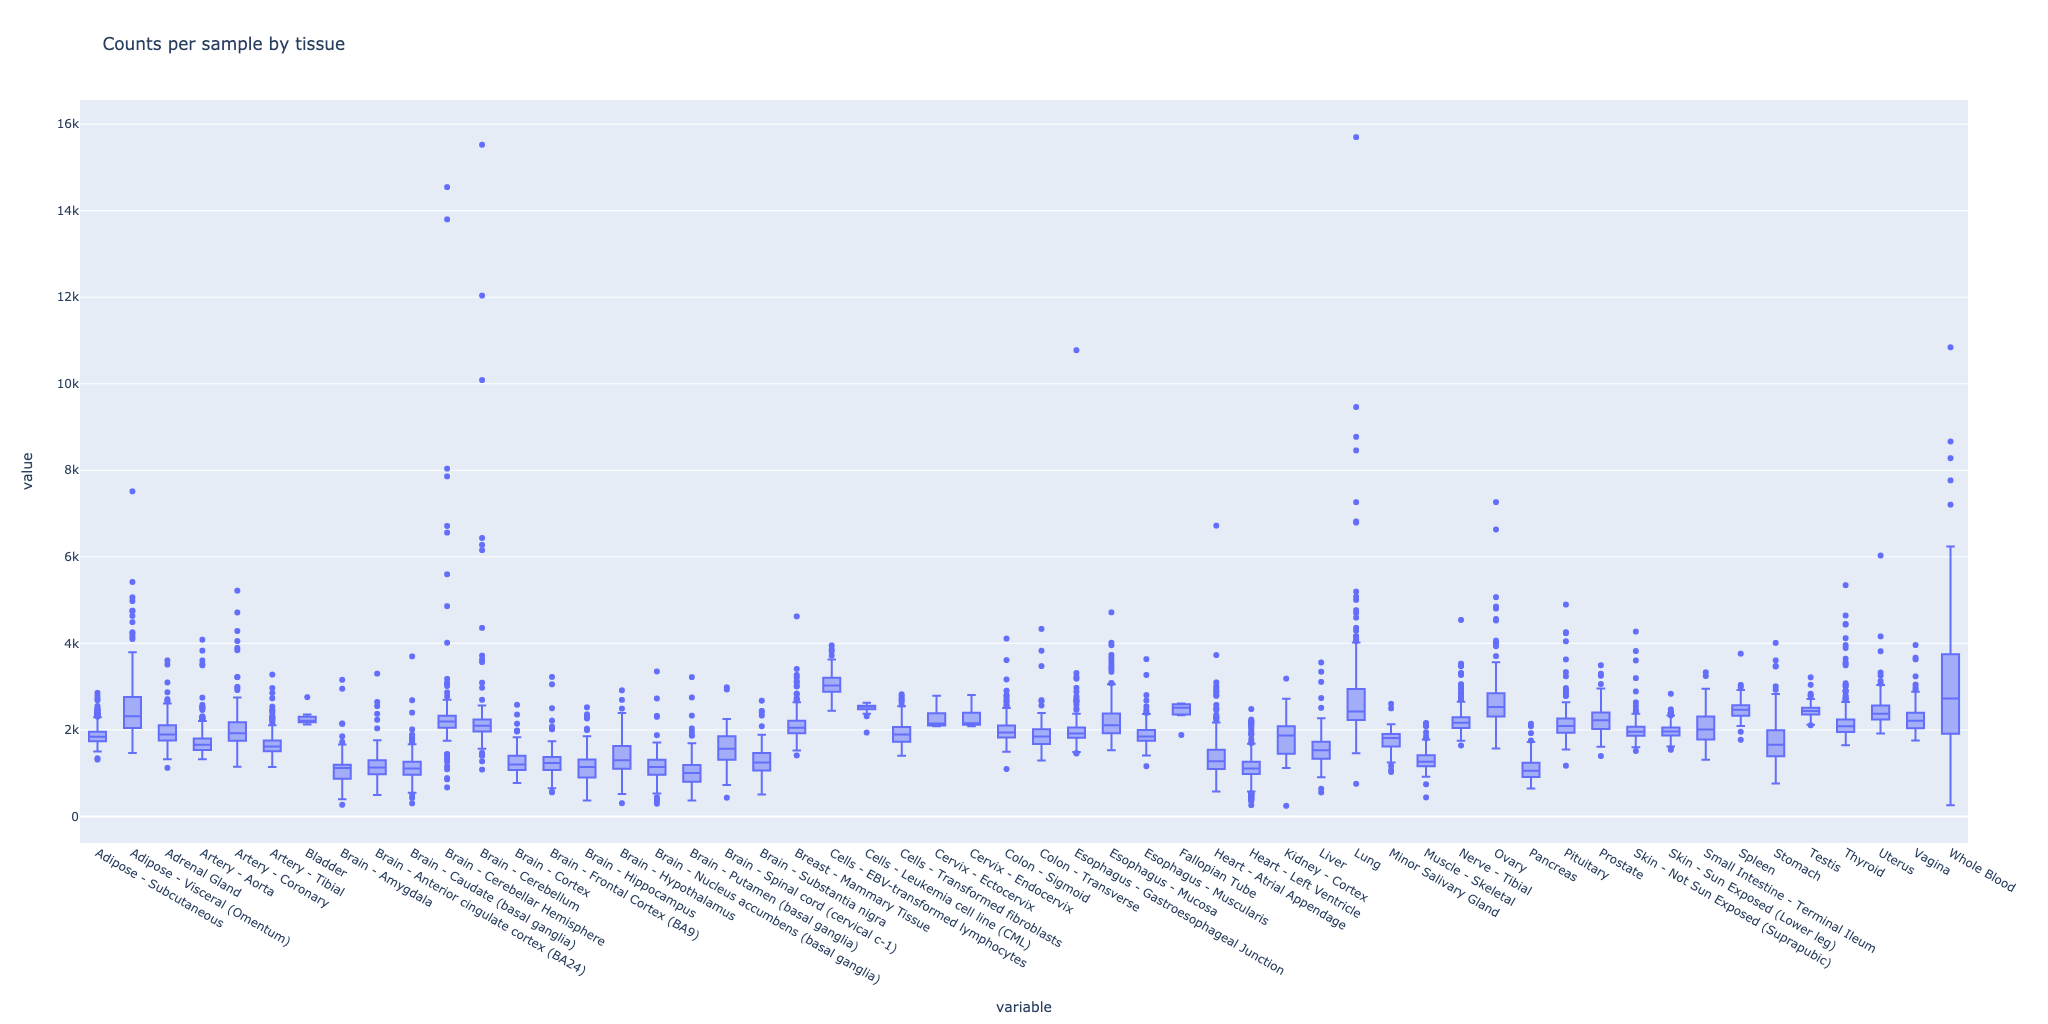 Counts per sample by tissue
16k
14k
12k
10k
8k
6k
4k
2k
0
value
Adipose - Subcutaneous
Adipose - Visceral (Omentum)
Adrenal Gland
Artery - Aorta
Artery - Coronary
Artery - Tibial
Bladder
Brain - Amygdala
Brain - Anterior cingulate cortex (BA24)
Brain - Caudate (basal ganglia)
Brain - Cerebellar Hemisphere
Brain - Cerebellum
Brain - Cortex
Brain - Frontal Cortex (BA9)
Brain - Hippocampus
Brain - Hypothalamus
Brain - Nucleus accumbens (basal ganglia)
Brain - Putamen (basal ganglia)
Brain - Spinal cord (cervical c-1)
Brain - Substantia nigra
Breast - Mammary Tissue
Cells - EBV-transformed lymphocytes
Cells - Leukemia cell line (CML)
Cells - Transformed fibroblasts
Cervix - Ectocervix
Cervix - Endocervix
Colon - Sigmoid
Colon - Transverse
Esophagus - Gastroesophageal Junction
Esophagus - Mucosa
Esophagus - Muscularis
Fallopian Tube
Heart - Atrial Appendage
Heart - Left Ventricle
Kidney - Cortex
Liver
Lung
Minor Salivary Gland
Muscle - Skeletal
Nerve - Tibial
Ovary
Pancreas
Pituitary
Prostate
Skin - Not Sun Exposed (Suprapubic)
Skin - Sun Exposed (Lower leg)
Small Intestine - Terminal Ileum
Spleen
Stomach
Testis
Thyroid
Uterus
Vagina
Whole Blood
variable